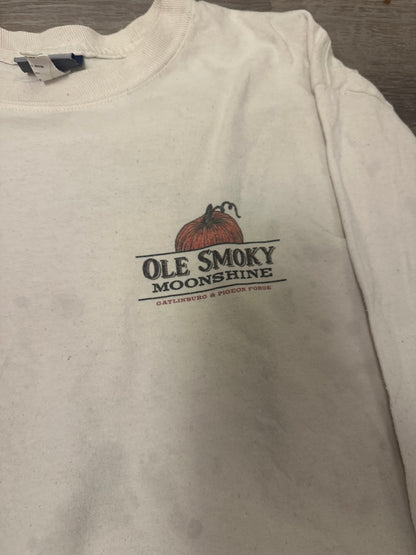 OLE SMOKY
MOONSHINE
GATLINBURG & PIGEON FORGE